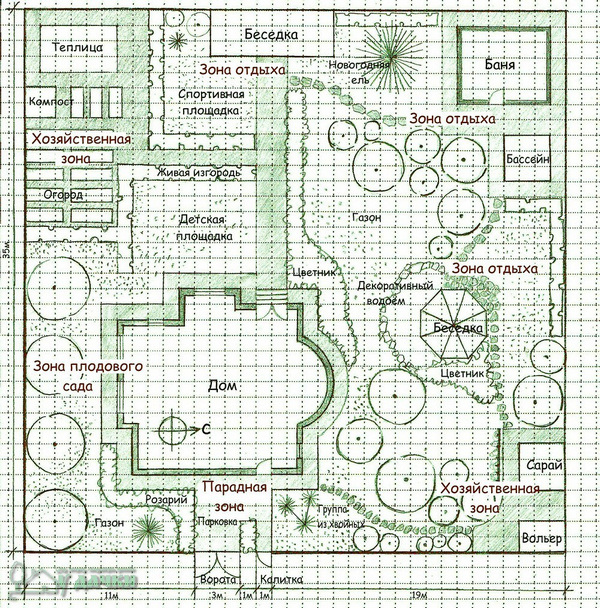 Беседка
Теплица
Новогодняя
ель
Баня
Зона отдыха
Спортивная
площадка
Компост
Зона отдыха
Хозяйственная
зона
Бассейн
Живая изгородь
Огород
Детская
площадка
Газон
35м
Цветник
Зона отдыха
Декоративный
водоём
Беседка
Зона плодового
сада
Дом
Цветник
С
Сарай
Парадная
зона
Хозяйственная
зона
Розарий
Парковка
Группа
из хвойных
Газон
Вольер
Ворота
Калитка
11м
3м
1м
1м
19м